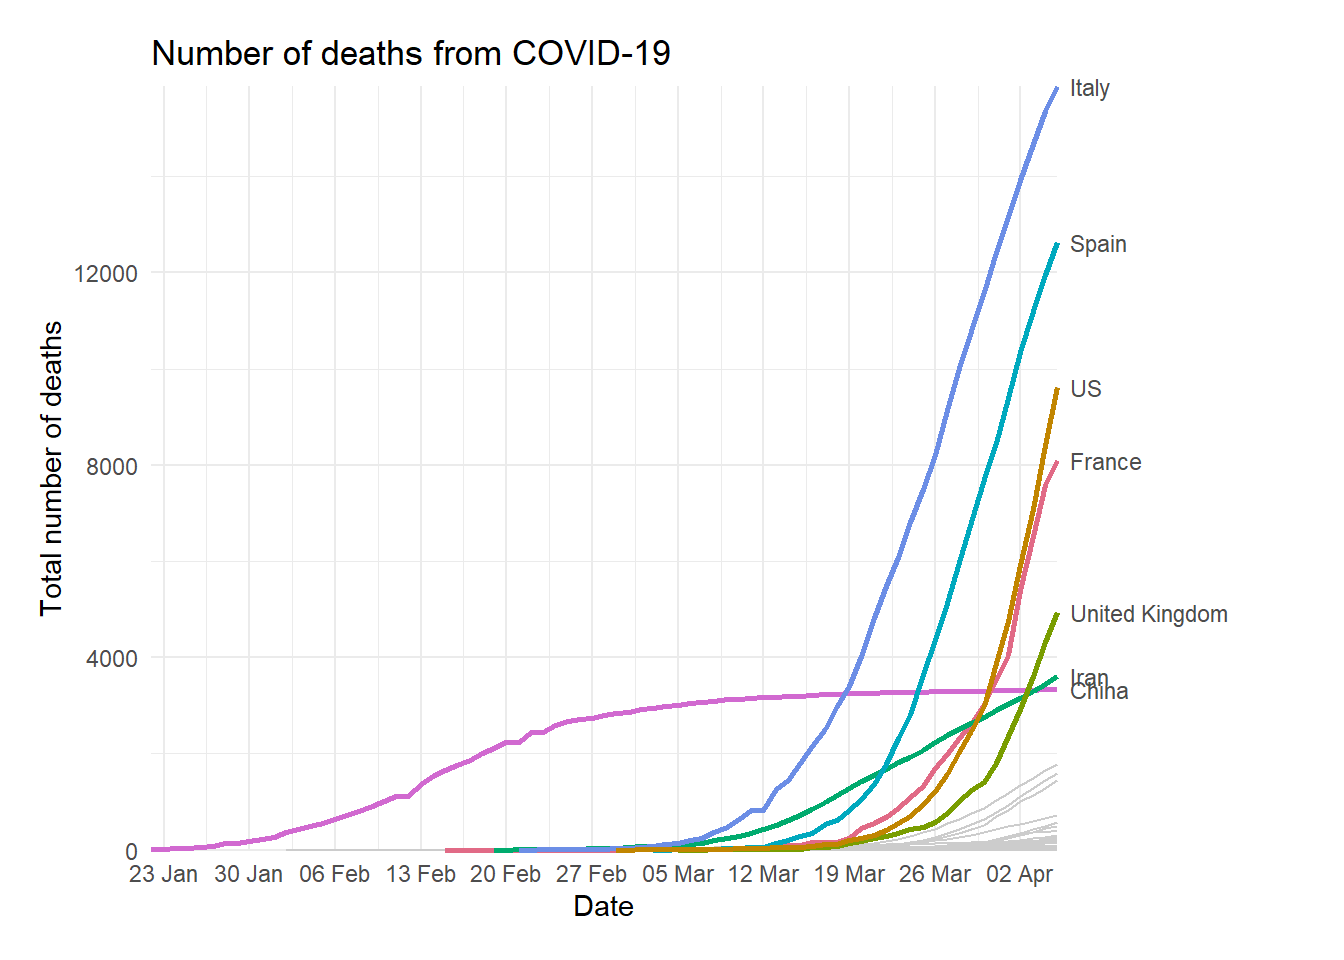 Number of deaths from COVID-19
Italy
Spain
US
France
United Kingdom
Iran
China
Total number of deaths
12000
8000
4000
0
23 Jan 30 Jan 06 Feb 13 Feb 20 Feb 27 Feb 05 Mar 12 Mar 19 Mar 26 Mar 02 Apr
Date